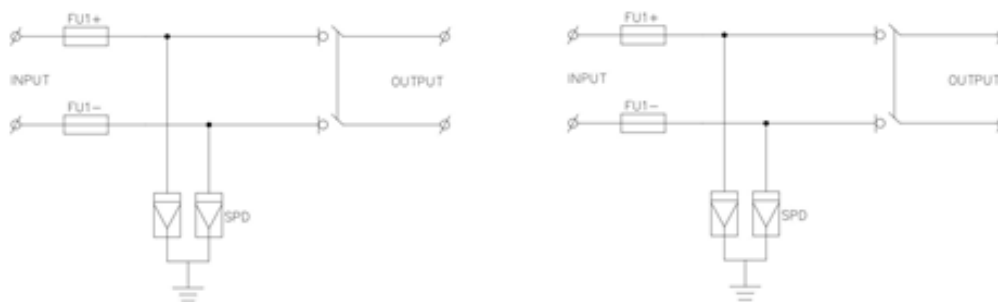 FU1+
INPUT
OUTPUT
FU1-
SPD
FU1+
INPUT
OUTPUT
FU1-
SPD